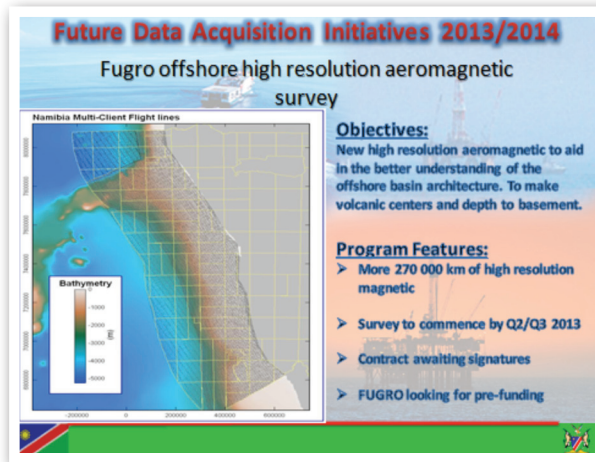 Future Data Acquisition Initiatives 2013/2014
Fugro offshore high resolution aeromagnetic
survey
Namibia Multi-Client Flight lines
Bathymetry
0
-1000
-2000
-3000
-4000
-5000
(m)
-200000 0 200000 400000 600000
Objectives:
New high resolution aeromagnetic to aid
in the better understanding of the
offshore basin architecture. To make
volcanic centers and depth to basement.
Program Features:
➤ More 270 000 km of high resolution
magnetic
➤ Survey to commence by Q2/Q3 2013
➤ Contract awaiting signatures
➤ FUGRO looking for pre-funding